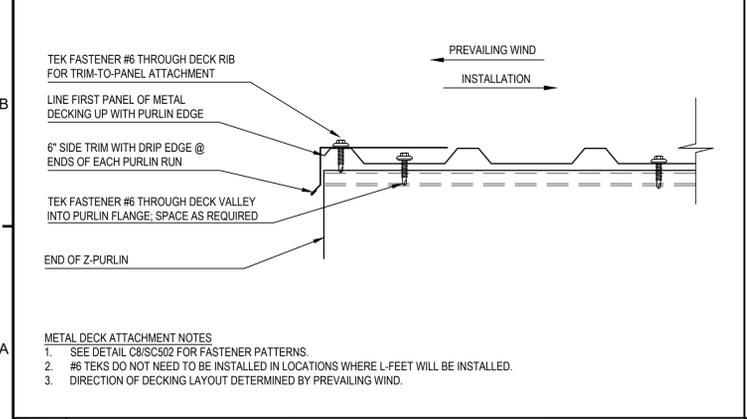 TEK FASTENER #6 THROUGH DECK RIB
FOR TRIM-TO-PANEL ATTACHMENT
PREVAILING WIND
INSTALLATION
B
LINE FIRST PANEL OF METAL
DECKING UP WITH PURLIN EDGE
6" SIDE TRIM WITH DRIP EDGE @
ENDS OF EACH PURLIN RUN
TEK FASTENER #6 THROUGH DECK VALLEY
INTO PURLIN FLANGE; SPACE AS REQUIRED
END OF Z-PURLIN
A
METAL DECK ATTACHMENT NOTES
1. SEE DETAIL C8/SC502 FOR FASTENER PATTERNS.
2. #6 TEKS DO NOT NEED TO BE INSTALLED IN LOCATIONS WHERE L-FEET WILL BE INSTALLED.
3. DIRECTION OF DECKING LAYOUT DETERMINED BY PREVAILING WIND.